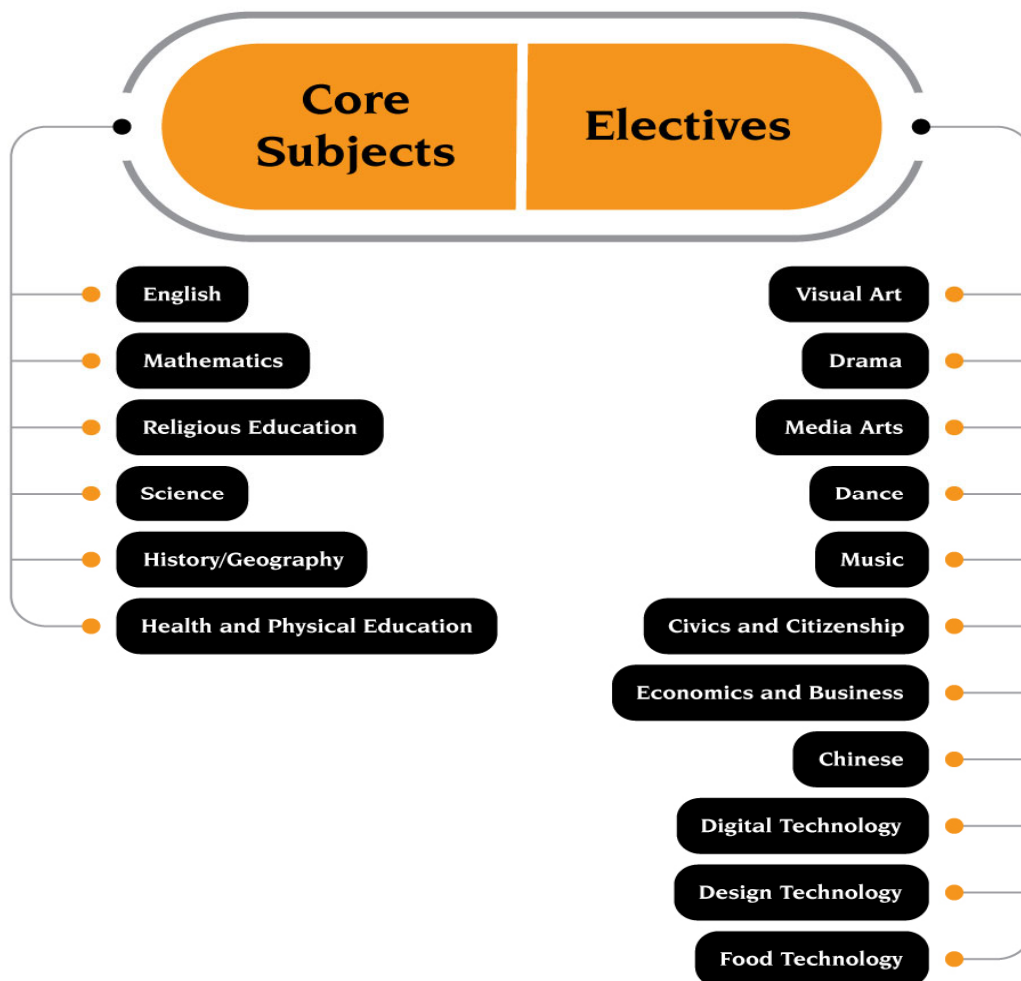 Core
Subjects
Electives
English
Mathematics
Religious Education
Science
History/Geography
Health and Physical Education
Visual Art
Drama
Media Arts
Dance
Music
Civics and Citizenship
Economics and Business
Chinese
Digital Technology
Design Technology
Food Technology